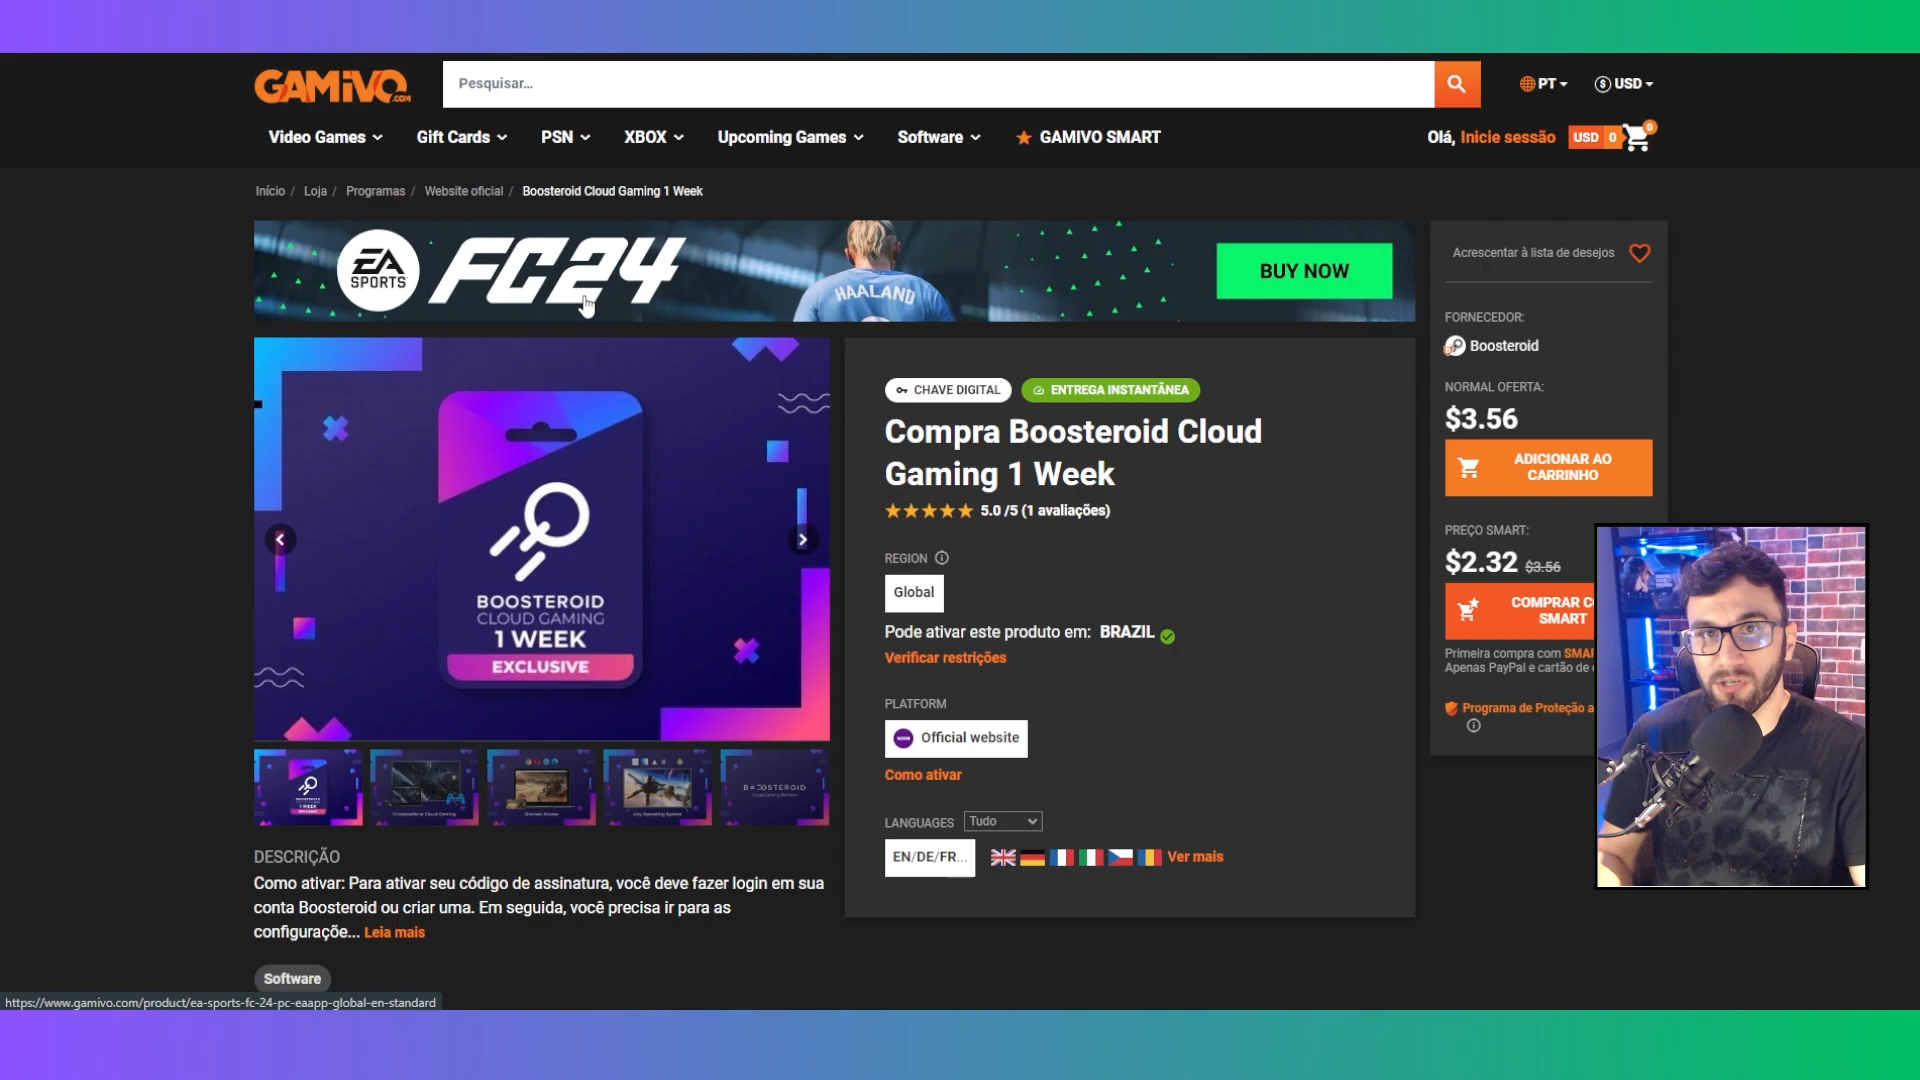 GAMIVO.COM
Pesquisar...
PT
USD
Video Games
Gift Cards
PSN
XBOX
Upcoming Games
Software
GAMIVO SMART
Olá, Inicie sessão
USD 0
0
Início / Loja / Programas / Website oficial / Boosteroid Cloud Gaming 1 Week
EA SPORTS FC24
HAALAND
BUY NOW
Acrescentar à lista de desejos
FORNECEDOR:
Boosteroid
NORMAL OFERTA:
$3.56
ADICIONAR AO
CARRINHO
PREÇO SMART:
$2.32 $3.56
COMPRAR C
SMART
Primeira compra com SMA
Apenas PayPal e cartão de
Programa de Proteção a
BOOSTEROID
CLOUD GAMING
1 WEEK
EXCLUSIVE
CHAVE DIGITAL
ENTREGA INSTANTÂNEA
Compra Boosteroid Cloud
Gaming 1 Week
5.0 /5 (1 avaliações)
REGION
Global
Pode ativar este produto em: BRAZIL
Verificar restrições
PLATFORM
Official website
Como ativar
LANGUAGES Tudo
EN/DE/FR...
Ver mais
DESCRIÇÃO
Como ativar: Para ativar seu código de assinatura, você deve fazer login em sua
conta Boosteroid ou criar uma. Em seguida, você precisa ir para as
configuraçõe... Leia mais
Software
https://www.gamivo.com/product/ea-sports-fc-24-pc-eaapp-global-en-standard